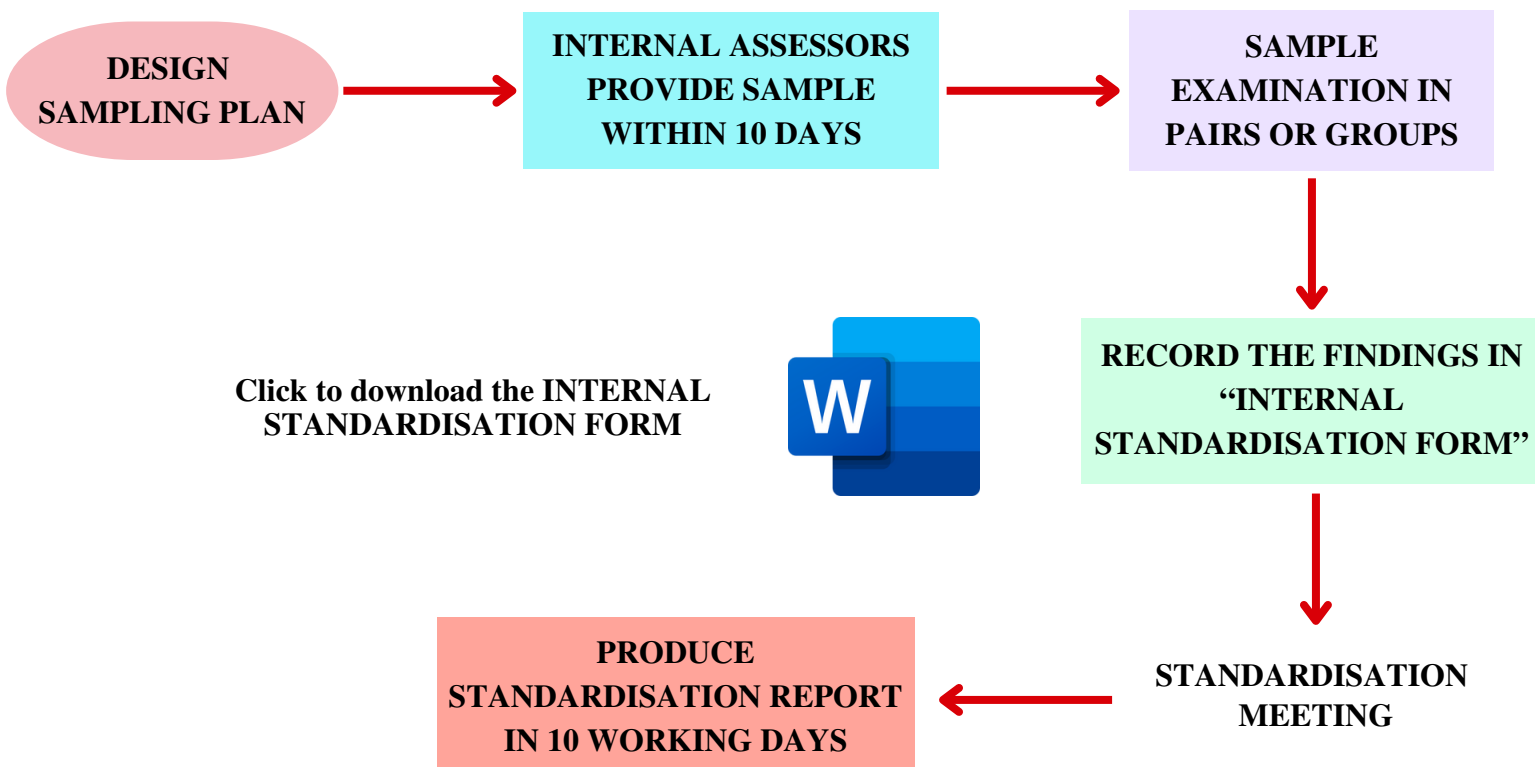 DESIGN
SAMPLING PLAN
INTERNAL ASSESSORS
PROVIDE SAMPLE
WITHIN 10 DAYS
SAMPLE
EXAMINATION IN
PAIRS OR GROUPS
RECORD THE FINDINGS IN
“INTERNAL
STANDARDISATION FORM”
Click to download the INTERNAL
STANDARDISATION FORM
W
STANDARDISATION
MEETING
PRODUCE
STANDARDISATION REPORT
IN 10 WORKING DAYS